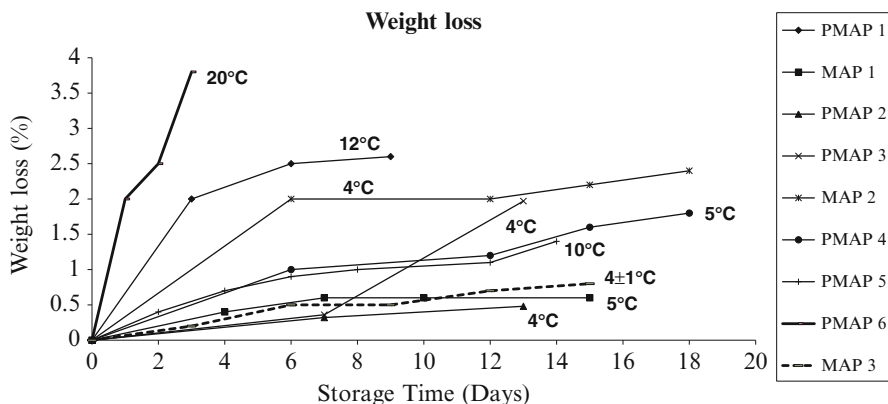 Weight loss
Weight loss (%)
4
3.5
3
2.5
2
1.5
1
0.5
0
20°C
12°C
4°C
4°C
5°C
10°C
4±1°C
5°C
4°C
0 2 4 6 8 10 12 14 16 18 20
Storage Time (Days)
PMAP 1
MAP 1
PMAP 2
PMAP 3
MAP 2
PMAP 4
PMAP 5
PMAP 6
MAP 3